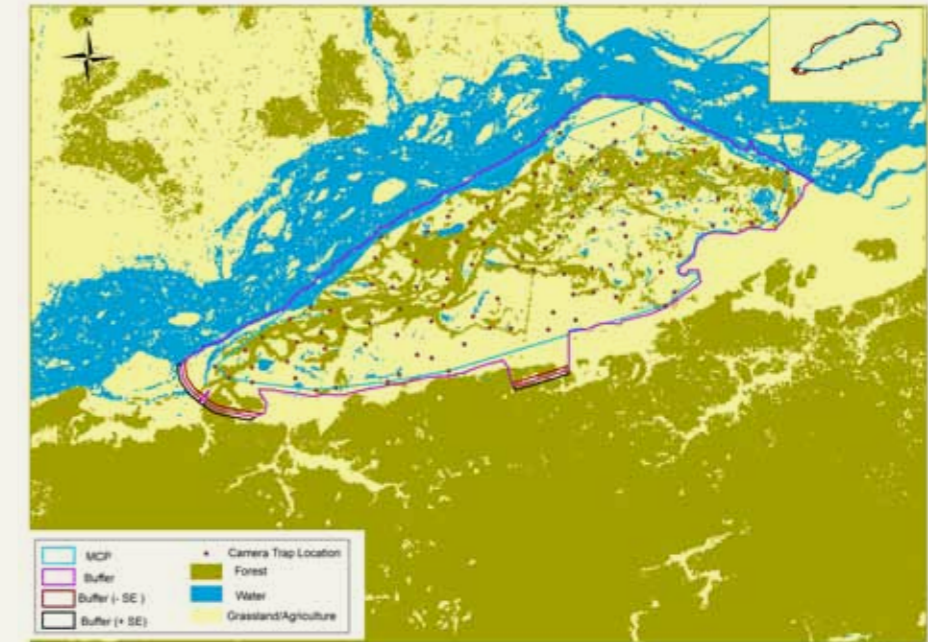 N
MCP
Buffer
Buffer (- SE )
Buffer (+ SE)
Camera Trap Location
Forest
Water
Grassland/Agriculture